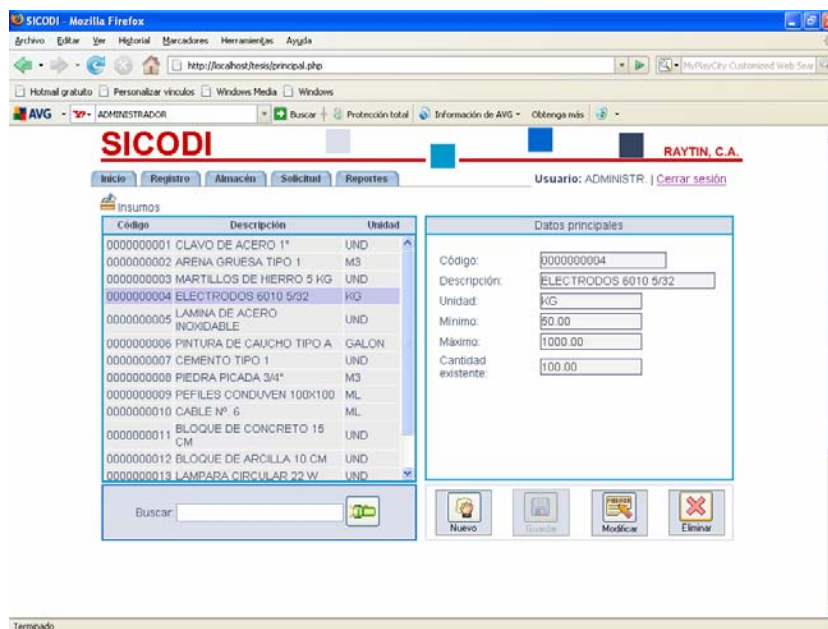 SICODI - Mozilla Firefox
Archivo Editar Ver Historial Marcadores Herramientas Ayuda
http://localhost/tesis/principal.php
MyPlayCity Customized Web Sear
Hotmail gratuito Personalizar vínculos Windows Media Windows
AVG ADMINISTRADOR Buscar Protección total Información de AVG Obtenga más
SICODI
RAYTIN, C.A.
Inicio Registro Almacén Solicitud Reportes Usuario: ADMINISTR. | Cerrar sesión
Insumos
Código Descripción Unidad
0000000001 CLAVO DE ACERO 1" UND
0000000002 ARENA GRUESA TIPO 1 M3
0000000003 MARTILLOS DE HIERRO 5 KG UND
0000000004 ELECTRODOS 6010 5/32 KG
0000000005 LAMINA DE ACERO INOXIDABLE UND
0000000006 PINTURA DE CAUCHO TIPO A GALON
0000000007 CEMENTO TIPO 1 UND
0000000008 PIEDRA PICADA 3/4" M3
0000000009 PEFILES CONDUVEN 100X100 ML
0000000010 CABLE Nº 6 ML
0000000011 BLOQUE DE CONCRETO 15 CM UND
0000000012 BLOQUE DE ARCILLA 10 CM UND
0000000013 LAMPARA CIRCULAR 22 W UND
Datos principales
Código: 0000000004
Descripción: ELECTRODOS 6010 5/32
Unidad: KG
Mínimo: 50.00
Máximo: 1000.00
Cantidad existente: 100.00
Buscar:
Nuevo Guardar Modificar Eliminar
Terminado